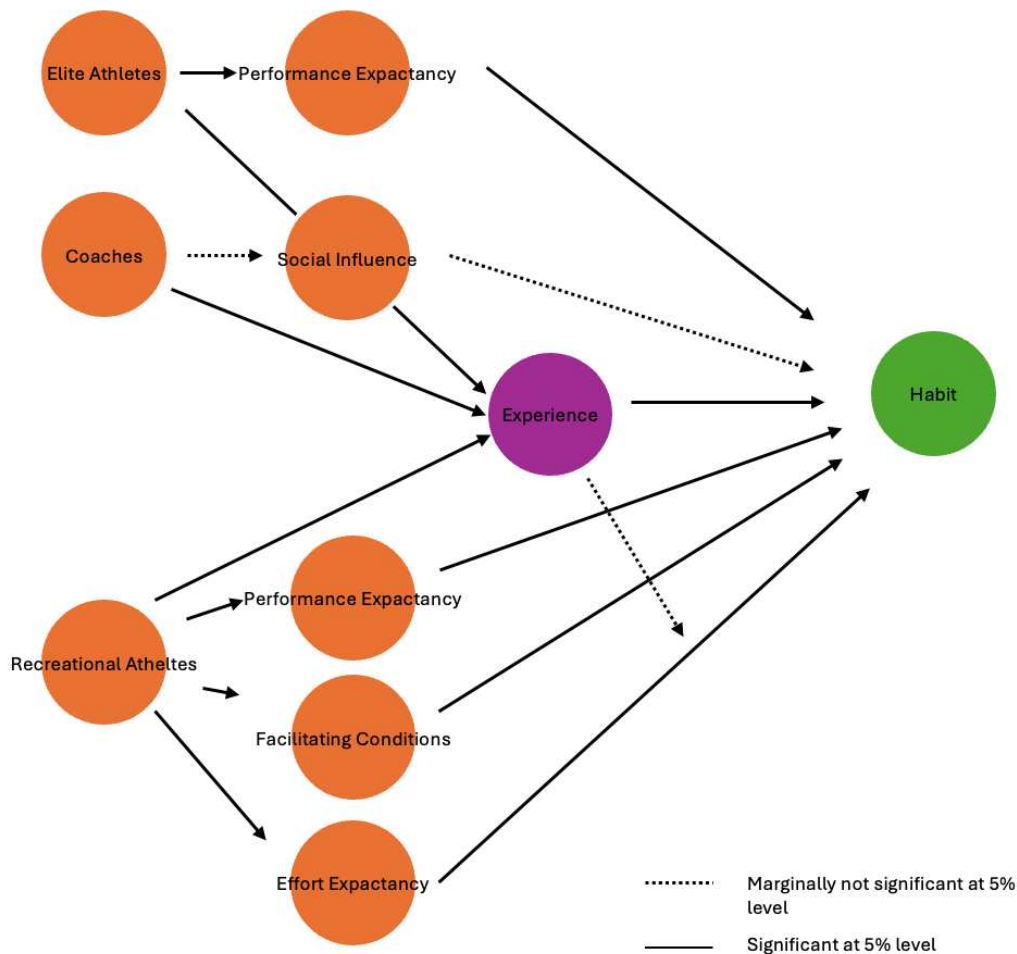 Elite Athletes
Performance Expactancy
Coaches
Social Influence
Experience
Habit
Performance Expactancy
Recreational Atheltes
Facilitating Conditions
Effort Expactancy
Marginally not significant at 5%
level
Significant at 5% level